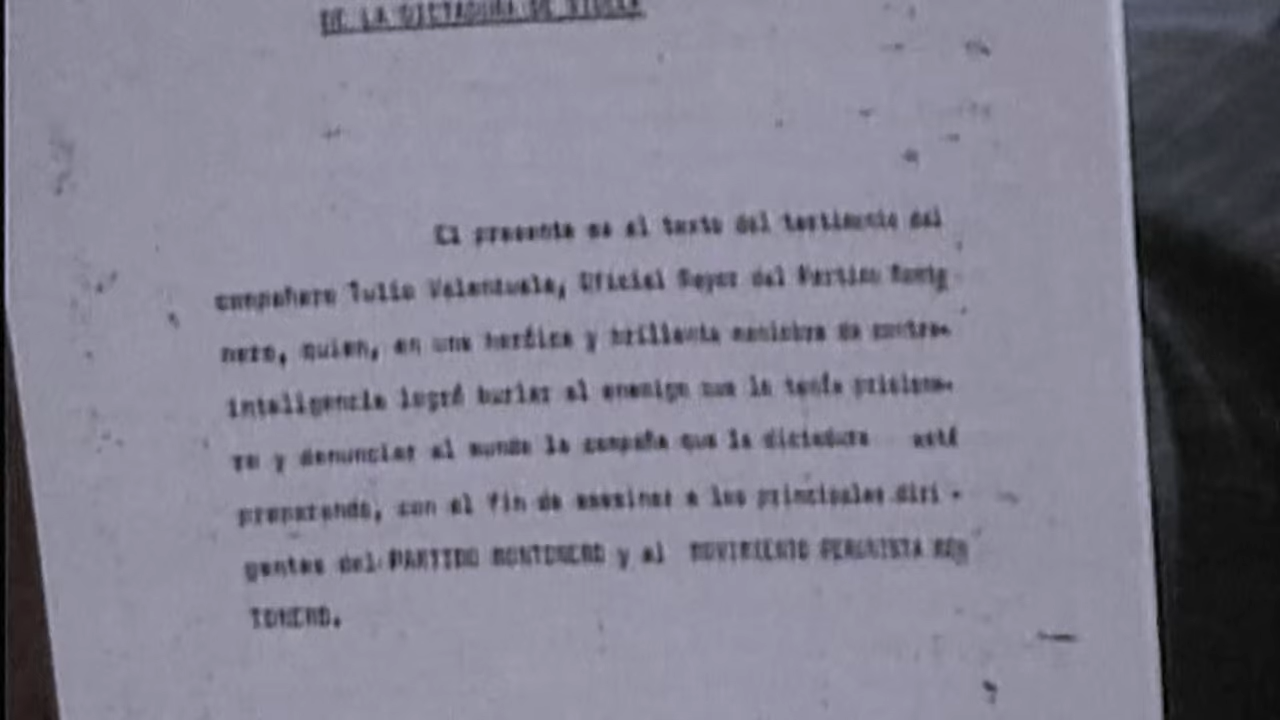 DE LA DICTADURA DE VIDELA
El presente es el texto del testimonio del
compañero Tulio Valenzuela, Oficial Mayor del Partido Monto
nero, quien, en una heróica y brillante maniobra de contra-
inteligencia logró burlar al enemigo que lo tenía prisione-
ro y denunciar al mundo la campaña que la dictadura está
preparando, con el fin de asesinar a los principales diri -
gentes del PARTIDO MONTONERO y al MOVIMIENTO PERONISTA MON
TONERO.